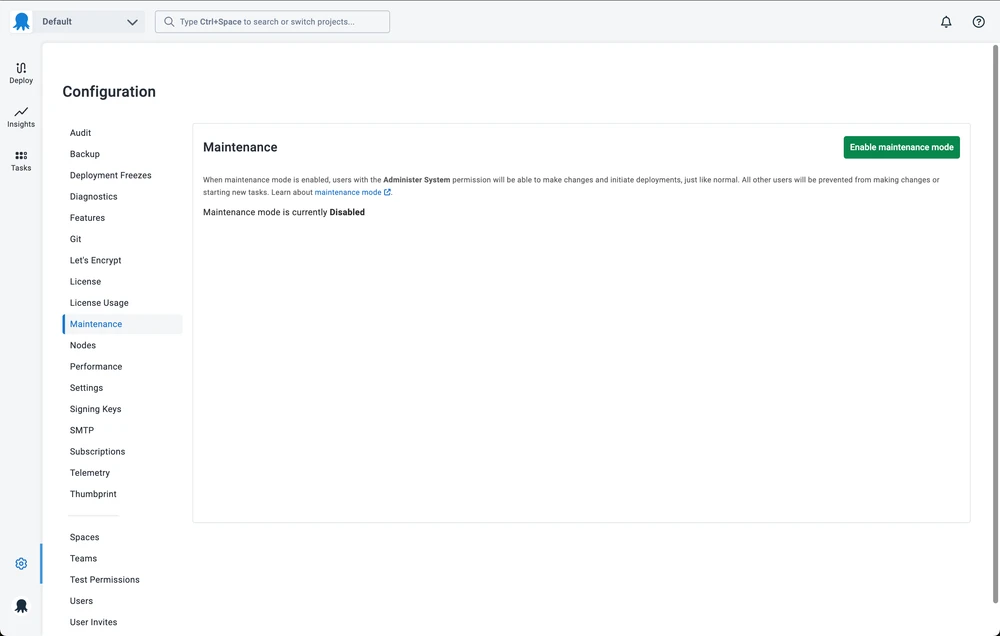 Default
Type Ctrl+Space to search or switch projects...
Deploy
Insights
Tasks
Configuration
Audit
Backup
Deployment Freezes
Diagnostics
Features
Git
Let's Encrypt
License
License Usage
Maintenance
Nodes
Performance
Settings
Signing Keys
SMTP
Subscriptions
Telemetry
Thumbprint
Spaces
Teams
Test Permissions
Users
User Invites
Maintenance
Enable maintenance mode
When maintenance mode is enabled, users with the Administer System permission will be able to make changes and initiate deployments, just like normal. All other users will be prevented from making changes or
starting new tasks. Learn about maintenance mode.
Maintenance mode is currently Disabled